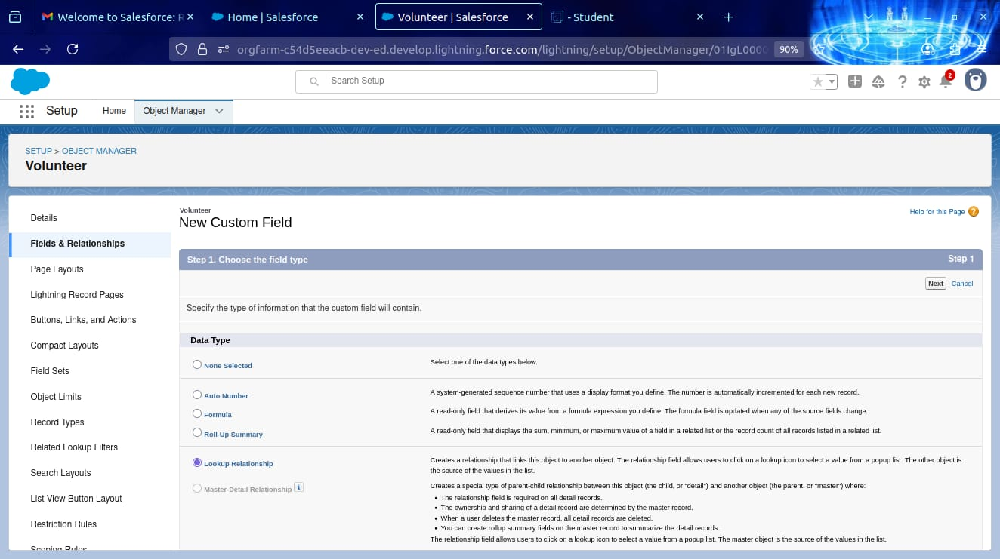 Welcome to Salesforce: R
Home | Salesforce
Volunteer | Salesforce
- Student
orgfarm-c54d5eeacb-dev-ed.develop.lightning.force.com/lightning/setup/ObjectManager/01IgL0000
90%
Search Setup
2
Setup
Home
Object Manager
SETUP > OBJECT MANAGER
Volunteer
Details
Fields & Relationships
Page Layouts
Lightning Record Pages
Buttons, Links, and Actions
Compact Layouts
Field Sets
Object Limits
Record Types
Related Lookup Filters
Search Layouts
List View Button Layout
Restriction Rules
Scoping Rules
Volunteer
New Custom Field
Help for this Page
Step 1. Choose the field type
Step 1
Next
Cancel
Specify the type of information that the custom field will contain.
Data Type
None Selected
Select one of the data types below.
Auto Number
A system-generated sequence number that uses a display format you define. The number is automatically incremented for each new record.
Formula
A read-only field that derives its value from a formula expression you define. The formula field is updated when any of the source fields change.
Roll-Up Summary
A read-only field that displays the sum, minimum, or maximum value of a field in a related list or the record count of all records listed in a related list.
Lookup Relationship
Creates a relationship that links this object to another object. The relationship field allows users to click on a lookup icon to select a value from a popup list. The other object is
the source of the values in the list.
Master-Detail Relationship
i
Creates a special type of parent-child relationship between this object (the child, or "detail") and another object (the parent, or "master") where:
• The relationship field is required on all detail records.
• The ownership and sharing of a detail record are determined by the master record.
• When a user deletes the master record, all detail records are deleted.
• You can create rollup summary fields on the master record to summarize the detail records.
The relationship field allows users to click on a lookup icon to select a value from a popup list. The master object is the source of the values in the list.